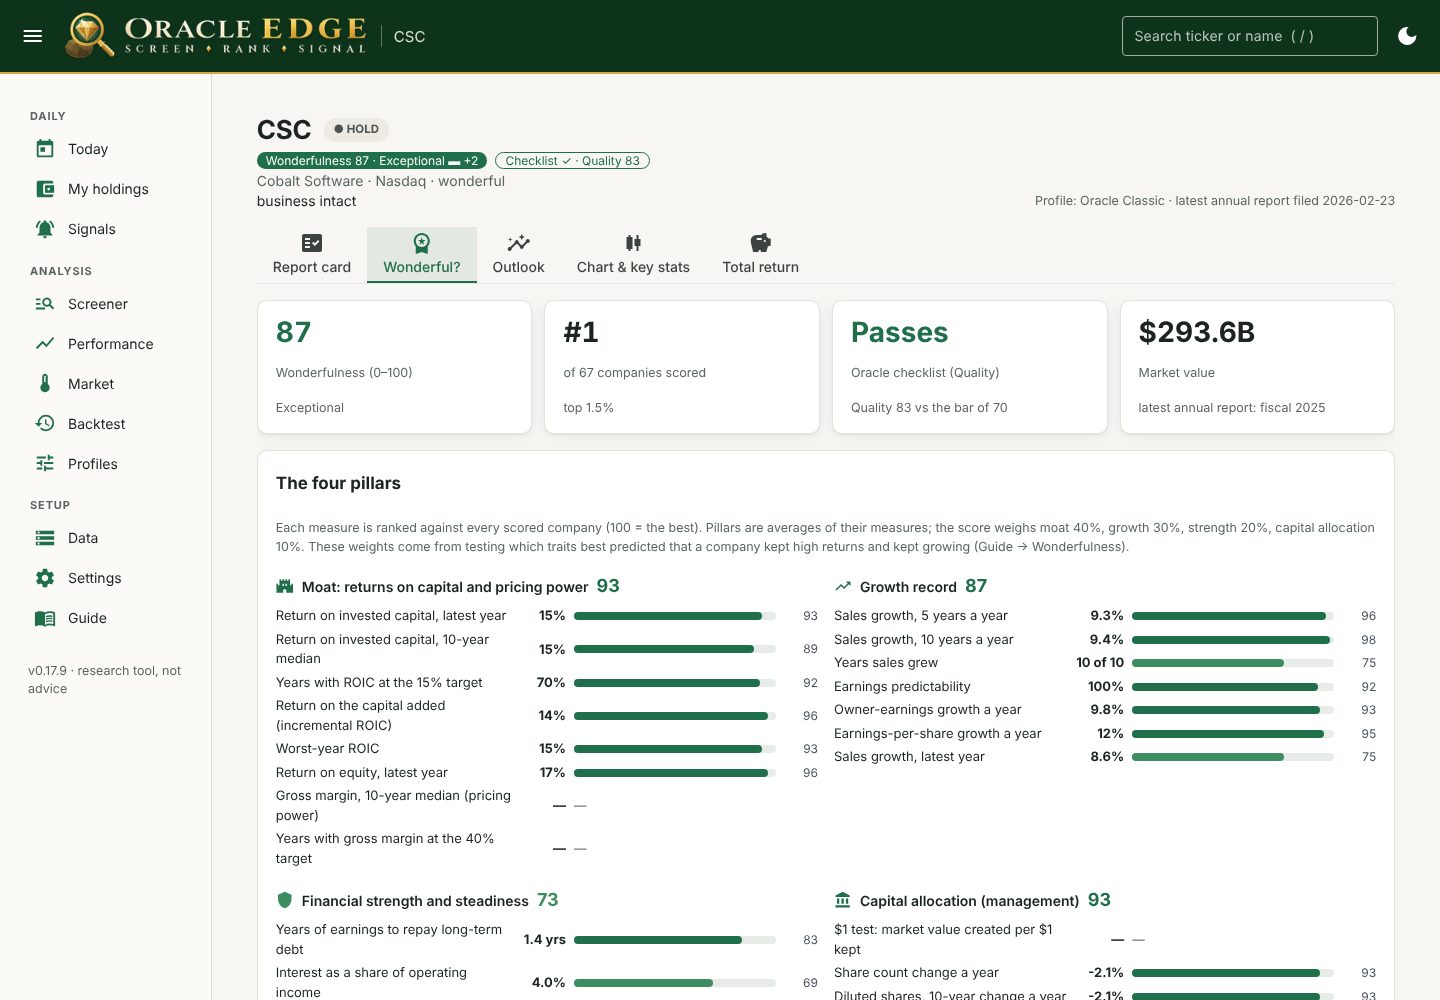 ORACLE EDGE
SCREEN ♦ RANK ♦ SIGNAL
CSC
Search ticker or name ( / )
DAILY
Today
My holdings
Signals
ANALYSIS
Screener
Performance
Market
Backtest
Profiles
SETUP
Data
Settings
Guide
v0.17.9 · research tool, not
advice
CSC
● HOLD
Wonderfulness 87 · Exceptional ▬ +2
Checklist ✓ · Quality 83
Cobalt Software · Nasdaq · wonderful
business intact
Profile: Oracle Classic · latest annual report filed 2026-02-23
Report card
Wonderful?
Outlook
Chart & key stats
Total return
87
Wonderfulness (0–100)
Exceptional
#1
of 67 companies scored
top 1.5%
Passes
Oracle checklist (Quality)
Quality 83 vs the bar of 70
$293.6B
Market value
latest annual report: fiscal 2025
The four pillars
Each measure is ranked against every scored company (100 = the best). Pillars are averages of their measures; the score weighs moat 40%, growth 30%, strength 20%, capital allocation
10%. These weights come from testing which traits best predicted that a company kept high returns and kept growing (Guide → Wonderfulness).
Moat: returns on capital and pricing power 93
Return on invested capital, latest year 15% 93
Return on invested capital, 10-year
median 15% 89
Years with ROIC at the 15% target 70% 92
Return on the capital added
(incremental ROIC) 14% 96
Worst-year ROIC 15% 93
Return on equity, latest year 17% 96
Gross margin, 10-year median (pricing
power) — —
Years with gross margin at the 40%
target — —
Growth record 87
Sales growth, 5 years a year 9.3% 96
Sales growth, 10 years a year 9.4% 98
Years sales grew 10 of 10 75
Earnings predictability 100% 92
Owner-earnings growth a year 9.8% 93
Earnings-per-share growth a year 12% 95
Sales growth, latest year 8.6% 75
Financial strength and steadiness 73
Years of earnings to repay long-term
debt 1.4 yrs 83
Interest as a share of operating
income 4.0% 69
Capital allocation (management) 93
$1 test: market value created per $1
kept — —
Share count change a year -2.1% 93
Diluted shares, 10-year change a year -2.1% 93